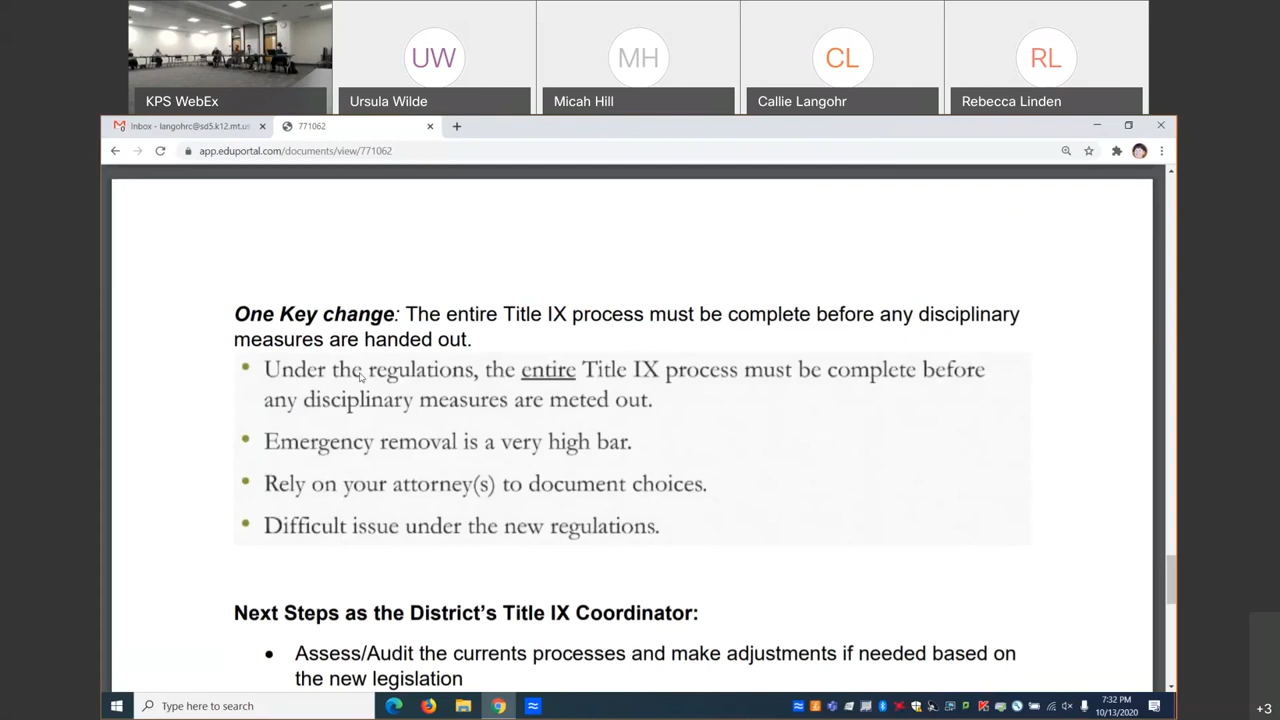 UW
MH
CL
RL
KPS WebEx
Ursula Wilde
Micah Hill
Callie Langohr
Rebecca Linden
Inbox - langohrc@sd5.k12.mt.us
771062
app.eduportal.com/documents/view/771062
One Key change: The entire Title IX process must be complete before any disciplinary
measures are handed out.
• Under the regulations, the entire Title IX process must be complete before
any disciplinary measures are meted out.
• Emergency removal is a very high bar.
• Rely on your attorney(s) to document choices.
• Difficult issue under the new regulations.
Next Steps as the District's Title IX Coordinator:
• Assess/Audit the currents processes and make adjustments if needed based on
the new legislation
Type here to search
7:32 PM
10/13/2020
+3